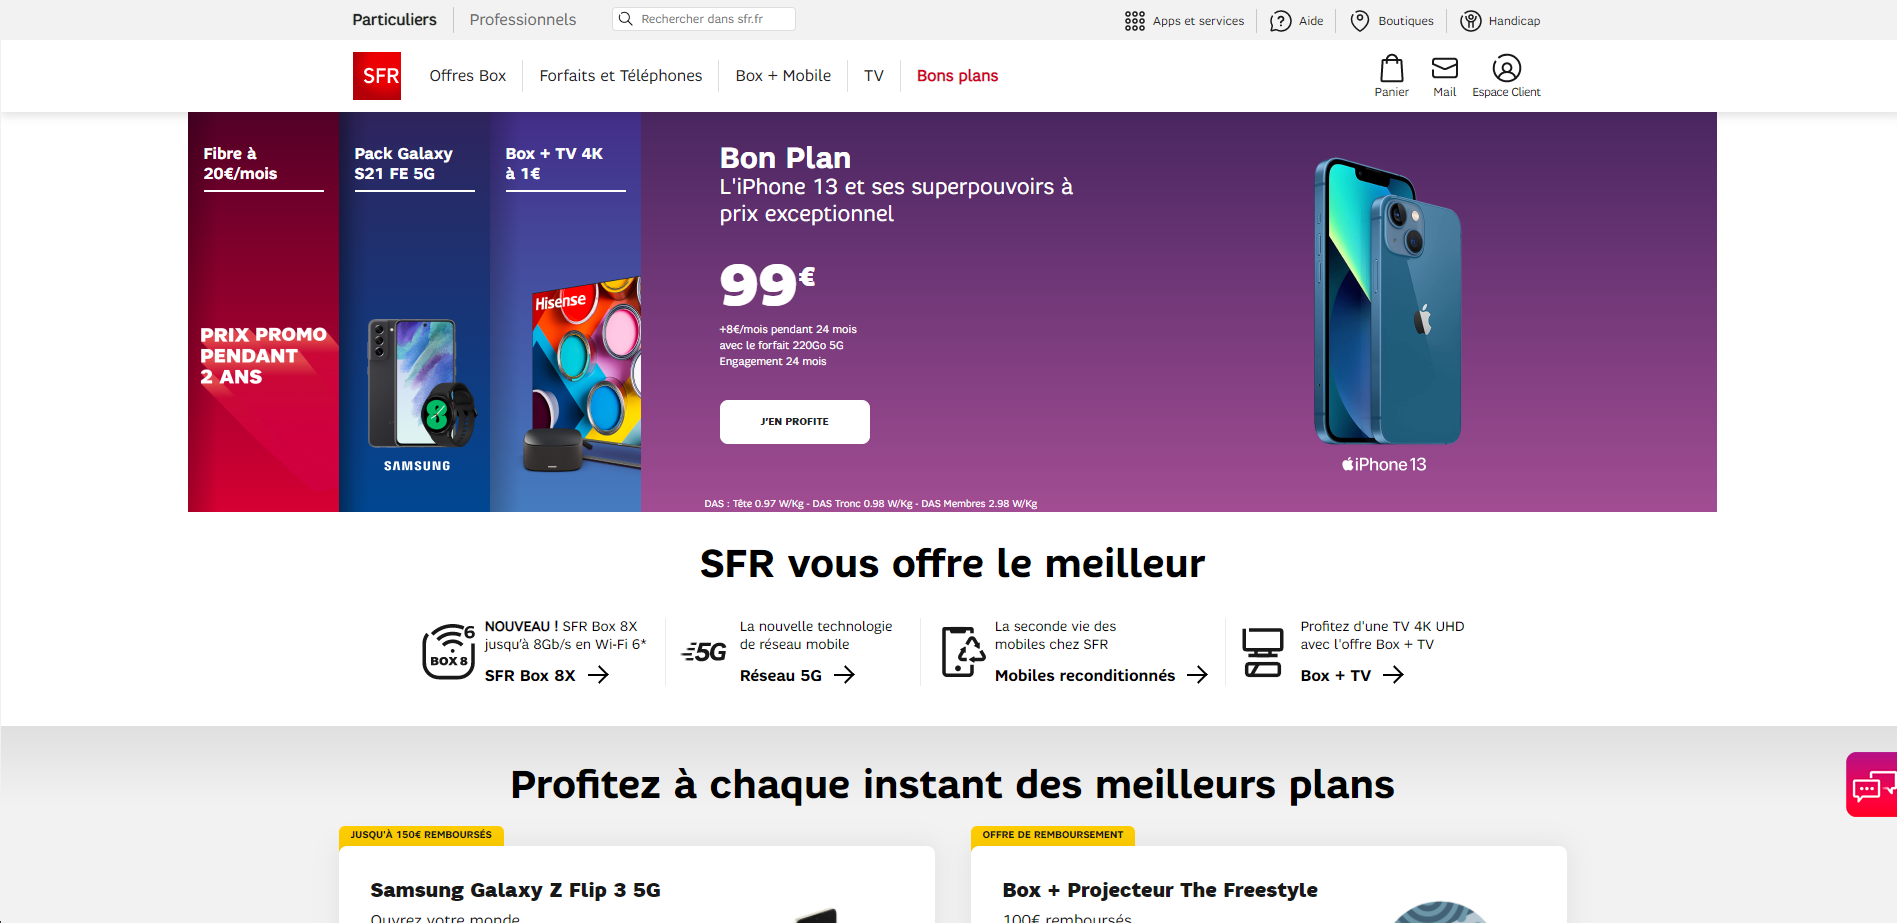 Particuliers
Professionnels
Rechercher dans sfr.fr
Apps et services
Aide
Boutiques
Handicap
SFR
Offres Box
Forfaits et Téléphones
Box + Mobile
TV
Bons plans
Panier
Mail
Espace Client
Fibre à
20€/mois
PRIX PROMO
PENDANT
2 ANS
Pack Galaxy
S21 FE 5G
SAMSUNG
Box + TV 4K
à 1€
Hisense
Bon Plan
L'iPhone 13 et ses superpouvoirs à
prix exceptionnel
99€
+8€/mois pendant 24 mois
avec le forfait 220Go 5G
Engagement 24 mois
J'EN PROFITE
DAS : Tête 0.97 W/Kg - DAS Tronc 0.98 W/Kg - DAS Membres 2.98 W/Kg
iPhone 13
SFR vous offre le meilleur
6
BOX 8
NOUVEAU ! SFR Box 8X
jusqu'à 8Gb/s en Wi-Fi 6*
SFR Box 8X
5G
La nouvelle technologie
de réseau mobile
Réseau 5G
La seconde vie des
mobiles chez SFR
Mobiles reconditionnés
Profitez d'une TV 4K UHD
avec l'offre Box + TV
Box + TV
Profitez à chaque instant des meilleurs plans
JUSQU'À 150€ REMBOURSÉS
Samsung Galaxy Z Flip 3 5G
Ouvrez votre monde
OFFRE DE REMBOURSEMENT
Box + Projecteur The Freestyle
100€ remboursés